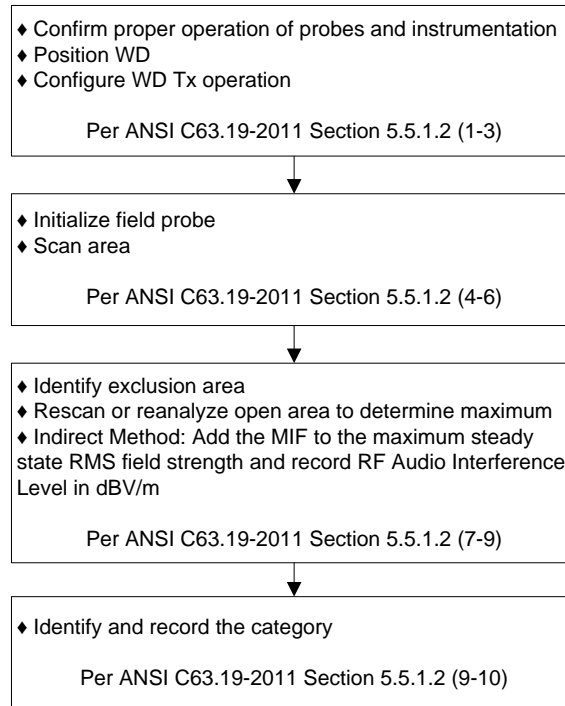 ♦ Confirm proper operation of probes and instrumentation
♦ Position WD
♦ Configure WD Tx operation
Per ANSI C63.19-2011 Section 5.5.1.2 (1-3)
♦ Initialize field probe
♦ Scan area
Per ANSI C63.19-2011 Section 5.5.1.2 (4-6)
♦ Identify exclusion area
♦ Rescan or reanalyze open area to determine maximum
♦ Indirect Method: Add the MIF to the maximum steady
state RMS field strength and record RF Audio Interference
Level in dBV/m
Per ANSI C63.19-2011 Section 5.5.1.2 (7-9)
♦ Identify and record the category
Per ANSI C63.19-2011 Section 5.5.1.2 (9-10)